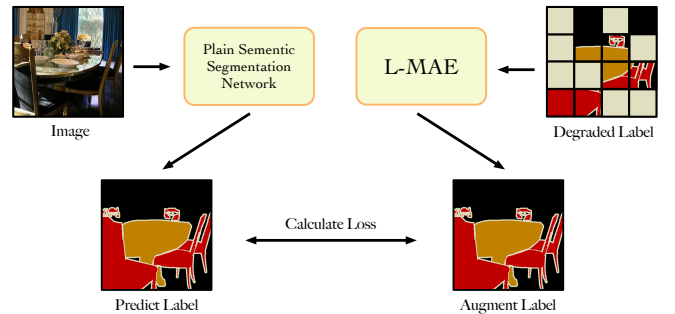 Plain Sementic
Segmentation
Network
L-MAE
Image
Degraded Label
Calculate Loss
Predict Label
Augment Label